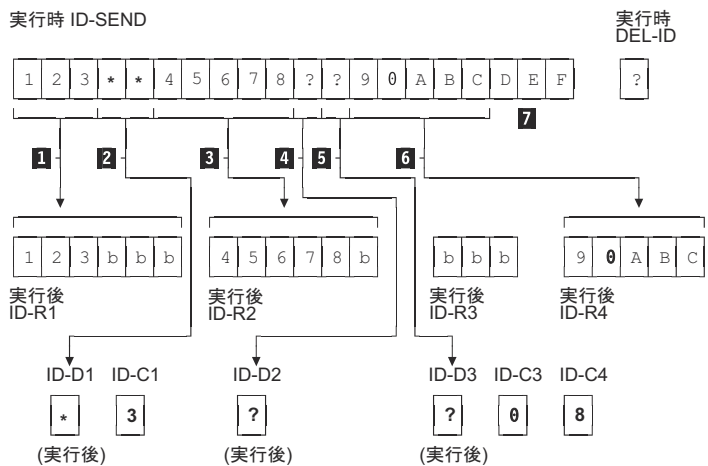 実行時 ID-SEND
実行時
DEL-ID
1 2 3 * * 4 5 6 7 8 ? ? 9 0 A B C D E F
?
7
1 2 3 4 5 6
1 2 3 b b b
4 5 6 7 8 b
b b b
9 0 A B C
実行後
ID-R1
実行後
ID-R2
実行後
ID-R3
実行後
ID-R4
ID-D1 ID-C1 ID-D2 ID-D3 ID-C3 ID-C4
* 3 ? ? 0 8
(実行後) (実行後) (実行後)